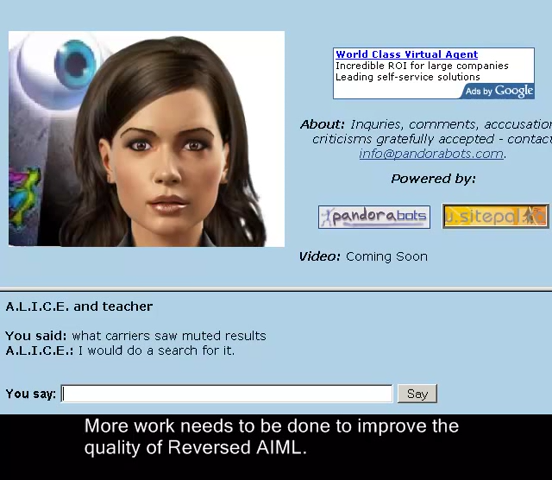 World Class Virtual Agent
Incredible ROI for large companies
Leading self-service solutions
Ads by Google
About: Inquries, comments, acccusation
criticisms gratefully accepted - contact
info@pandorabots.com.
Powered by:
pandorabots
u.sitepa
Video: Coming Soon
A.L.I.C.E. and teacher
You said: what carriers saw muted results
A.L.I.C.E.: I would do a search for it.
You say:
Say
More work needs to be done to improve the
quality of Reversed AIML.